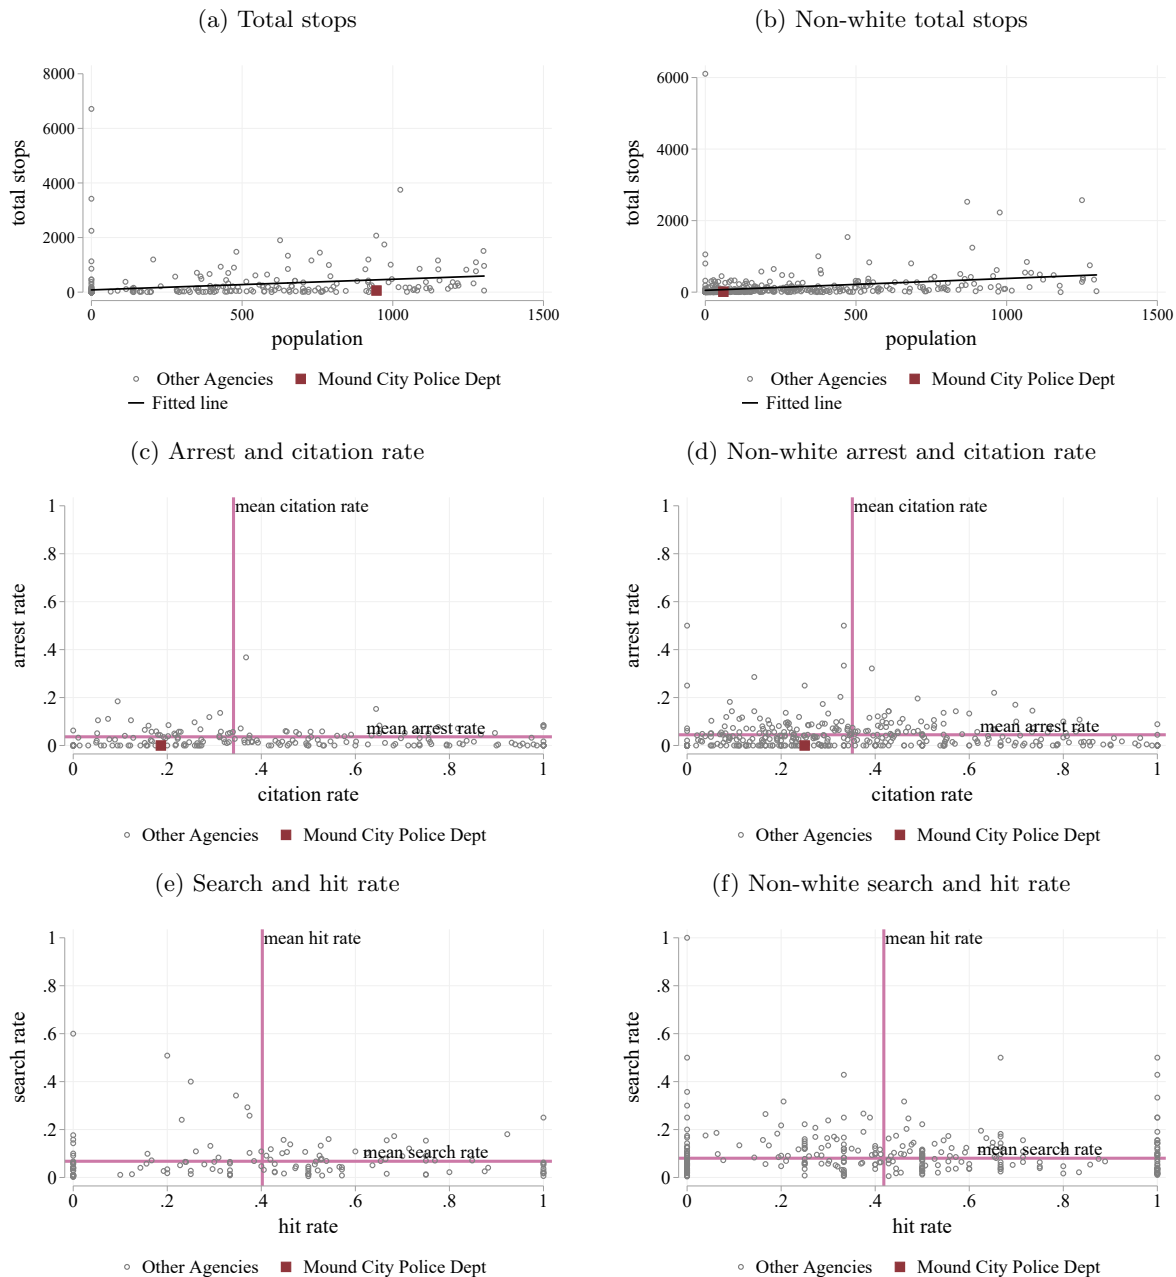 (a) Total stops
(b) Non-white total stops
total stops
8000
6000
4000
2000
0
0 500 1000 1500
population
Other Agencies Mound City Police Dept
Fitted line
total stops
6000
4000
2000
0
0 500 1000 1500
population
Other Agencies Mound City Police Dept
Fitted line
(c) Arrest and citation rate
(d) Non-white arrest and citation rate
arrest rate
1
.8
.6
.4
.2
0
mean citation rate
mean arrest rate
0 .2 .4 .6 .8 1
citation rate
Other Agencies Mound City Police Dept
arrest rate
1
.8
.6
.4
.2
0
mean citation rate
mean arrest rate
0 .2 .4 .6 .8 1
citation rate
Other Agencies Mound City Police Dept
(e) Search and hit rate
(f) Non-white search and hit rate
search rate
1
.8
.6
.4
.2
0
mean hit rate
mean search rate
0 .2 .4 .6 .8 1
hit rate
Other Agencies Mound City Police Dept
search rate
1
.8
.6
.4
.2
0
mean hit rate
mean search rate
0 .2 .4 .6 .8 1
hit rate
Other Agencies Mound City Police Dept